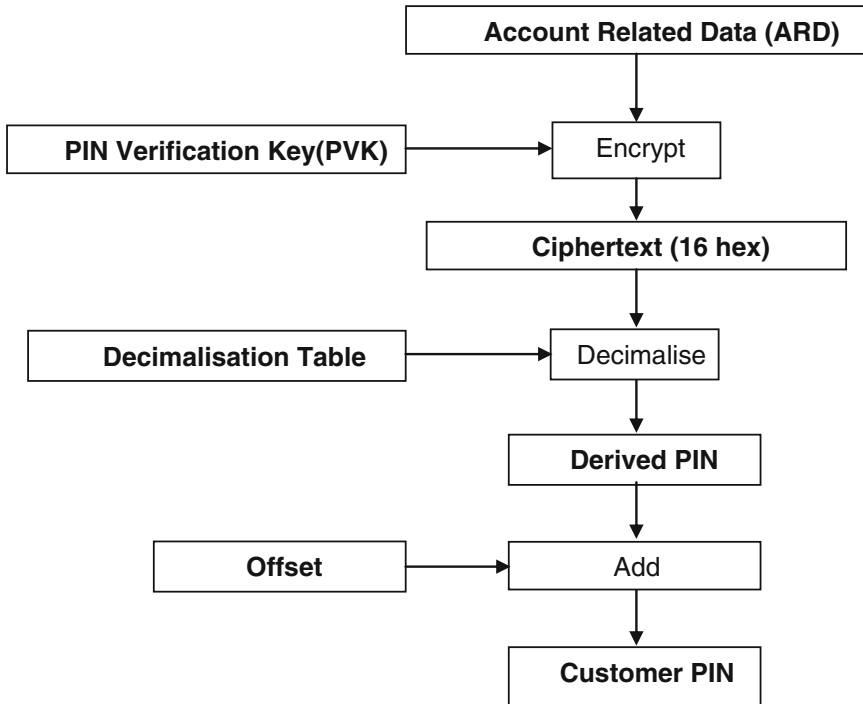 Account Related Data (ARD)
PIN Verification Key(PVK)
Encrypt
Ciphertext (16 hex)
Decimalisation Table
Decimalise
Derived PIN
Offset
Add
Customer PIN